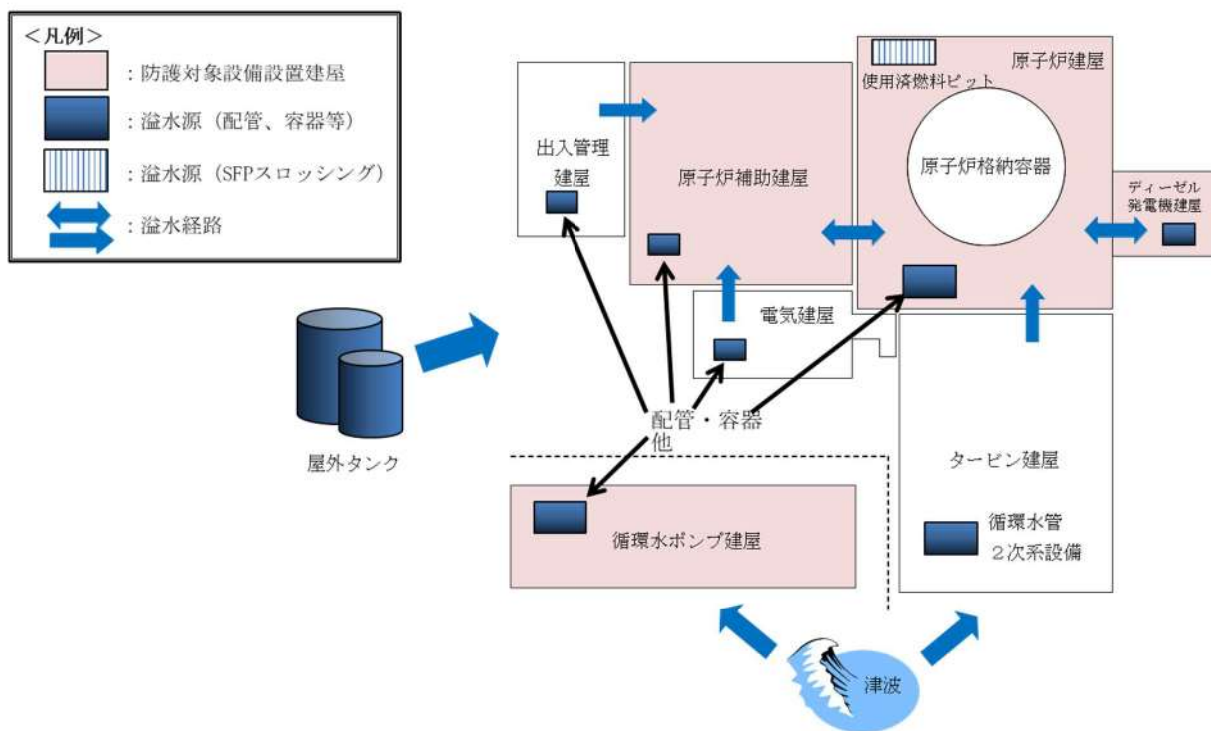 ＜凡例＞
：防護対象設備設置建屋
：溢水源（配管、容器等）
：溢水源（SFPスロッシング）
：溢水経路
原子炉建屋
使用済燃料ピット
出入管理
建屋
原子炉補助建屋
原子炉格納容器
ディーゼル
発電機建屋
電気建屋
配管・容器
他
屋外タンク
タービン建屋
循環水ポンプ建屋
循環水管
２次系設備
津波